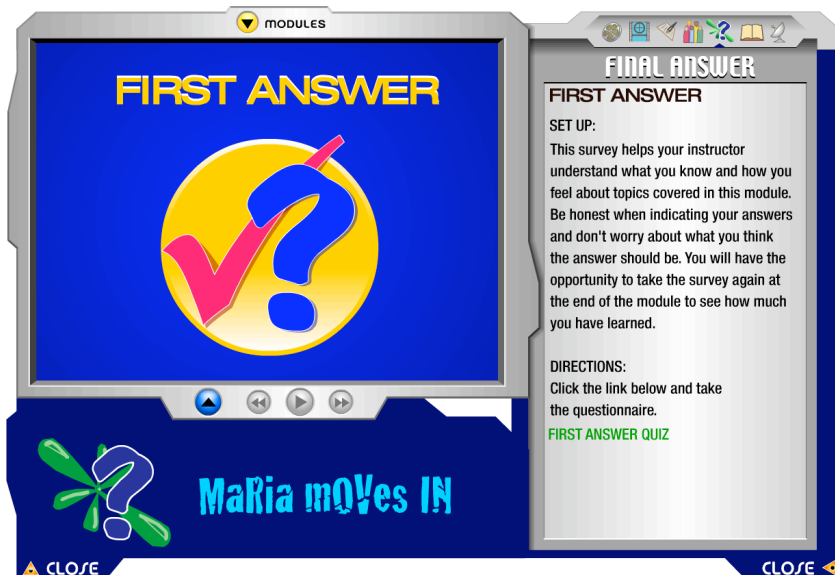 MODULES
FIRST ANSWER
MaRia mOVes IN
CLOSE
FINAL ANSWER
FIRST ANSWER
SET UP:
This survey helps your instructor
understand what you know and how you
feel about topics covered in this module.
Be honest when indicating your answers
and don't worry about what you think
the answer should be. You will have the
opportunity to take the survey again at
the end of the module to see how much
you have learned.
DIRECTIONS:
Click the link below and take
the questionnaire.
FIRST ANSWER QUIZ
CLOSE